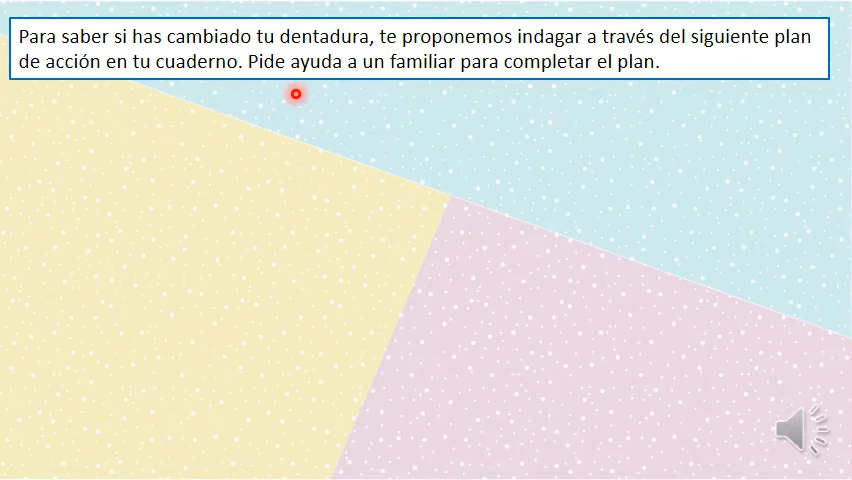 Para saber si has cambiado tu dentadura, te proponemos indagar a través del siguiente plan
de acción en tu cuaderno. Pide ayuda a un familiar para completar el plan.